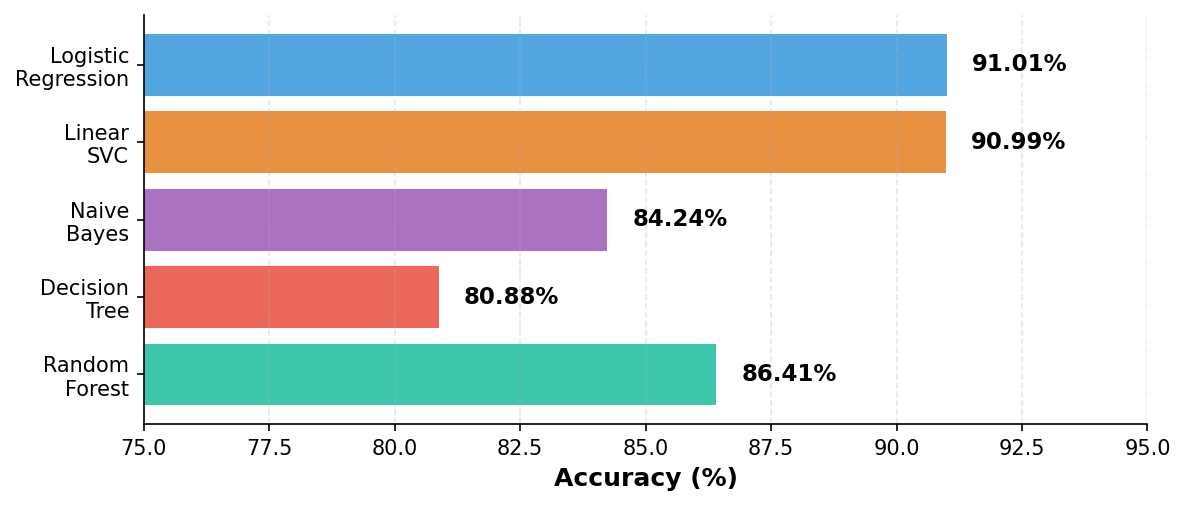 Logistic
Regression
91.01%
Linear
SVC
90.99%
Naive
Bayes
84.24%
Decision
Tree
80.88%
Random
Forest
86.41%
75.0 77.5 80.0 82.5 85.0 87.5 90.0 92.5 95.0
Accuracy (%)